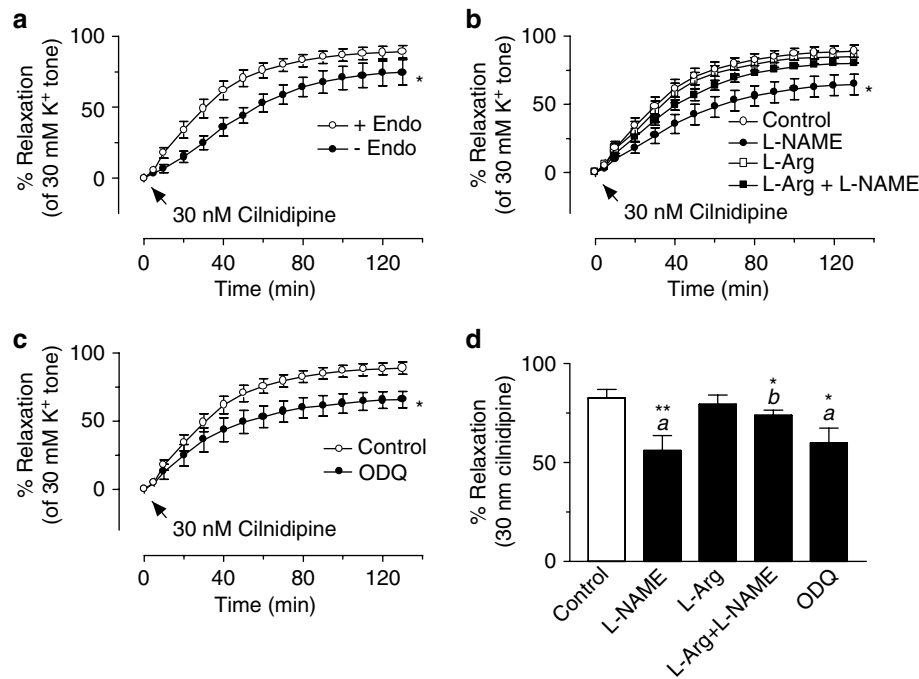 a
100
50
0
% Relaxation
(of 30 mM K⁺ tone)
+ Endo
- Endo
*
30 nM Cilnidipine
0 40 80 120
Time (min)
b
100
50
0
% Relaxation
(of 30 mM K⁺ tone)
Control
L-NAME
L-Arg
L-Arg + L-NAME
*
30 nM Cilnidipine
0 40 80 120
Time (min)
c
100
50
0
% Relaxation
(of 30 mM K⁺ tone)
Control
ODQ
*
30 nM Cilnidipine
0 40 80 120
Time (min)
d
100
50
0
% Relaxation
(30 nm cilnidipine)
**
a
*
b
*
a
Control
L-NAME
L-Arg
L-Arg+L-NAME
ODQ